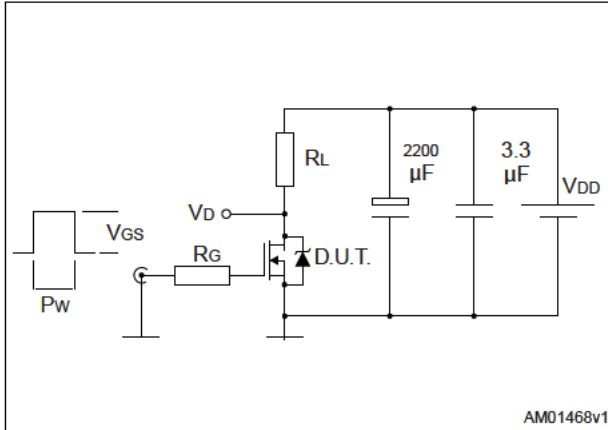 RL
2200
μF
3.3
μF
VDD
VD
VGS
RG
D.U.T.
PW
AM01468v1